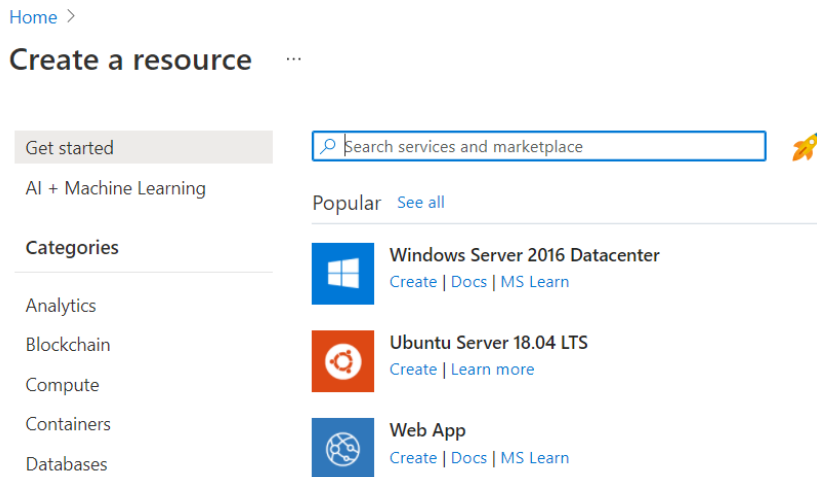 Home >
Create a resource ...
Get started
AI + Machine Learning
Categories
Analytics
Blockchain
Compute
Containers
Databases
Search services and marketplace
Popular See all
Windows Server 2016 Datacenter
Create | Docs | MS Learn
Ubuntu Server 18.04 LTS
Create | Learn more
Web App
Create | Docs | MS Learn